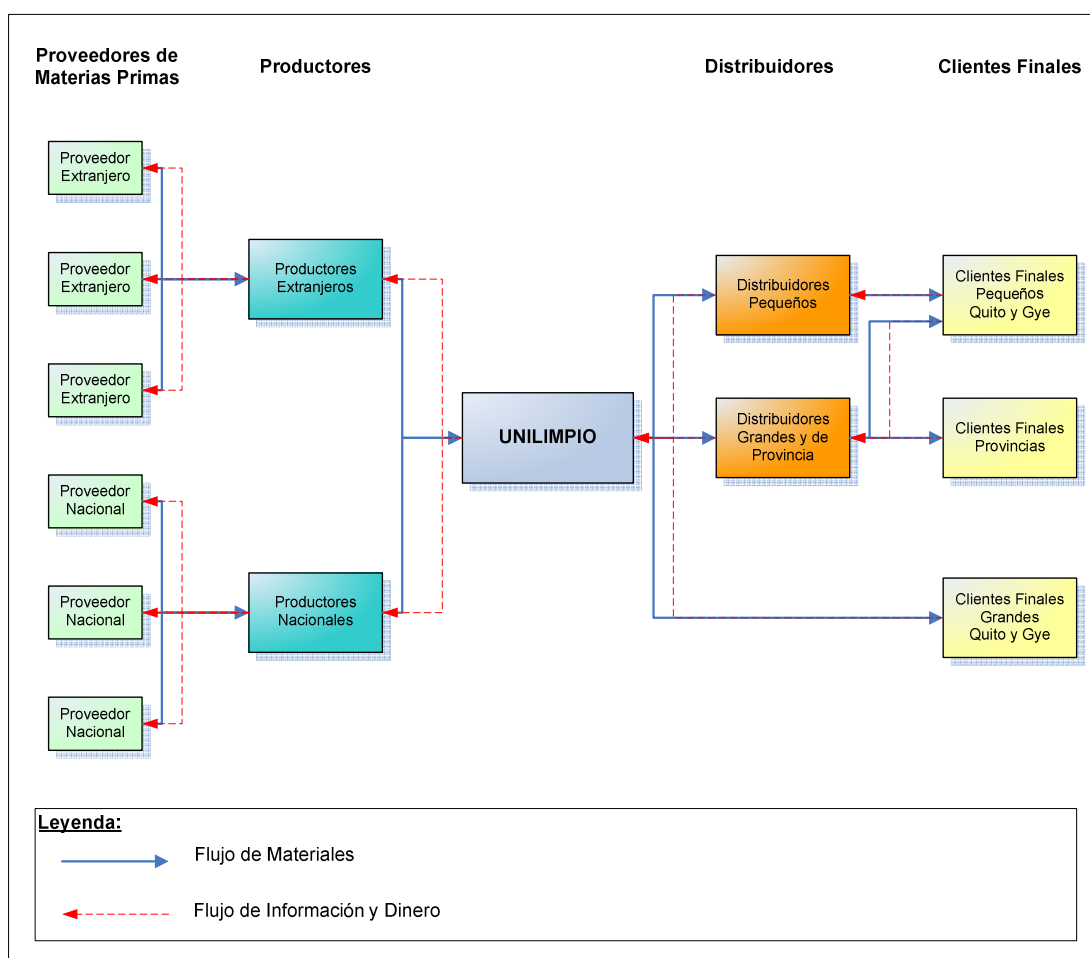 Proveedores de
Materias Primas
Productores
Distribuidores
Clientes Finales
Proveedor
Extranjero
Proveedor
Extranjero
Proveedor
Extranjero
Proveedor
Nacional
Proveedor
Nacional
Proveedor
Nacional
Productores
Extranjeros
Productores
Nacionales
UNILIMPIO
Distribuidores
Pequeños
Distribuidores
Grandes y de
Provincia
Clientes Finales
Pequeños
Quito y Gye
Clientes Finales
Provincias
Clientes Finales
Grandes
Quito y Gye
Leyenda:
Flujo de Materiales
Flujo de Información y Dinero